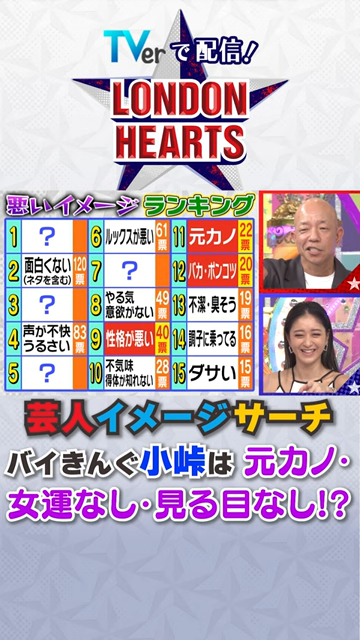 TVerで配信!
LONDON
HEARTS
悪いイメージランキング
1 ?
2 面白くない(ネタを含む) 120票
3 ?
4 声が不快 うるさい 83票
5 ?
6 ルックスが悪い 61票
7 ?
8 やる気 意欲がない 49票
9 性格が悪い 40票
10 不気味 得体が知れない 28票
11 元カノ 22票
12 バカ・ポンコツ 20票
13 不潔・臭そう 19票
14 調子に乗ってる 16票
15 ダサい 15票
芸人イメージサーチ
バイきんぐ小峠は 元カノ・
女運なし・見る目なし!?